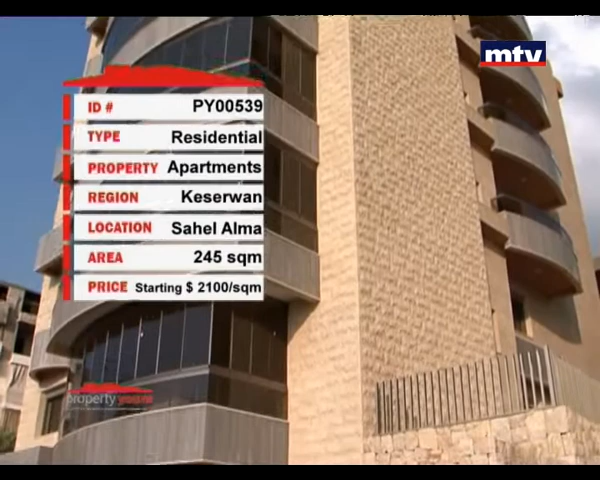 mtv
ID # PY00539
TYPE Residential
PROPERTY Apartments
REGION Keserwan
LOCATION Sahel Alma
AREA 245 sqm
PRICE Starting $ 2100/sqm
property